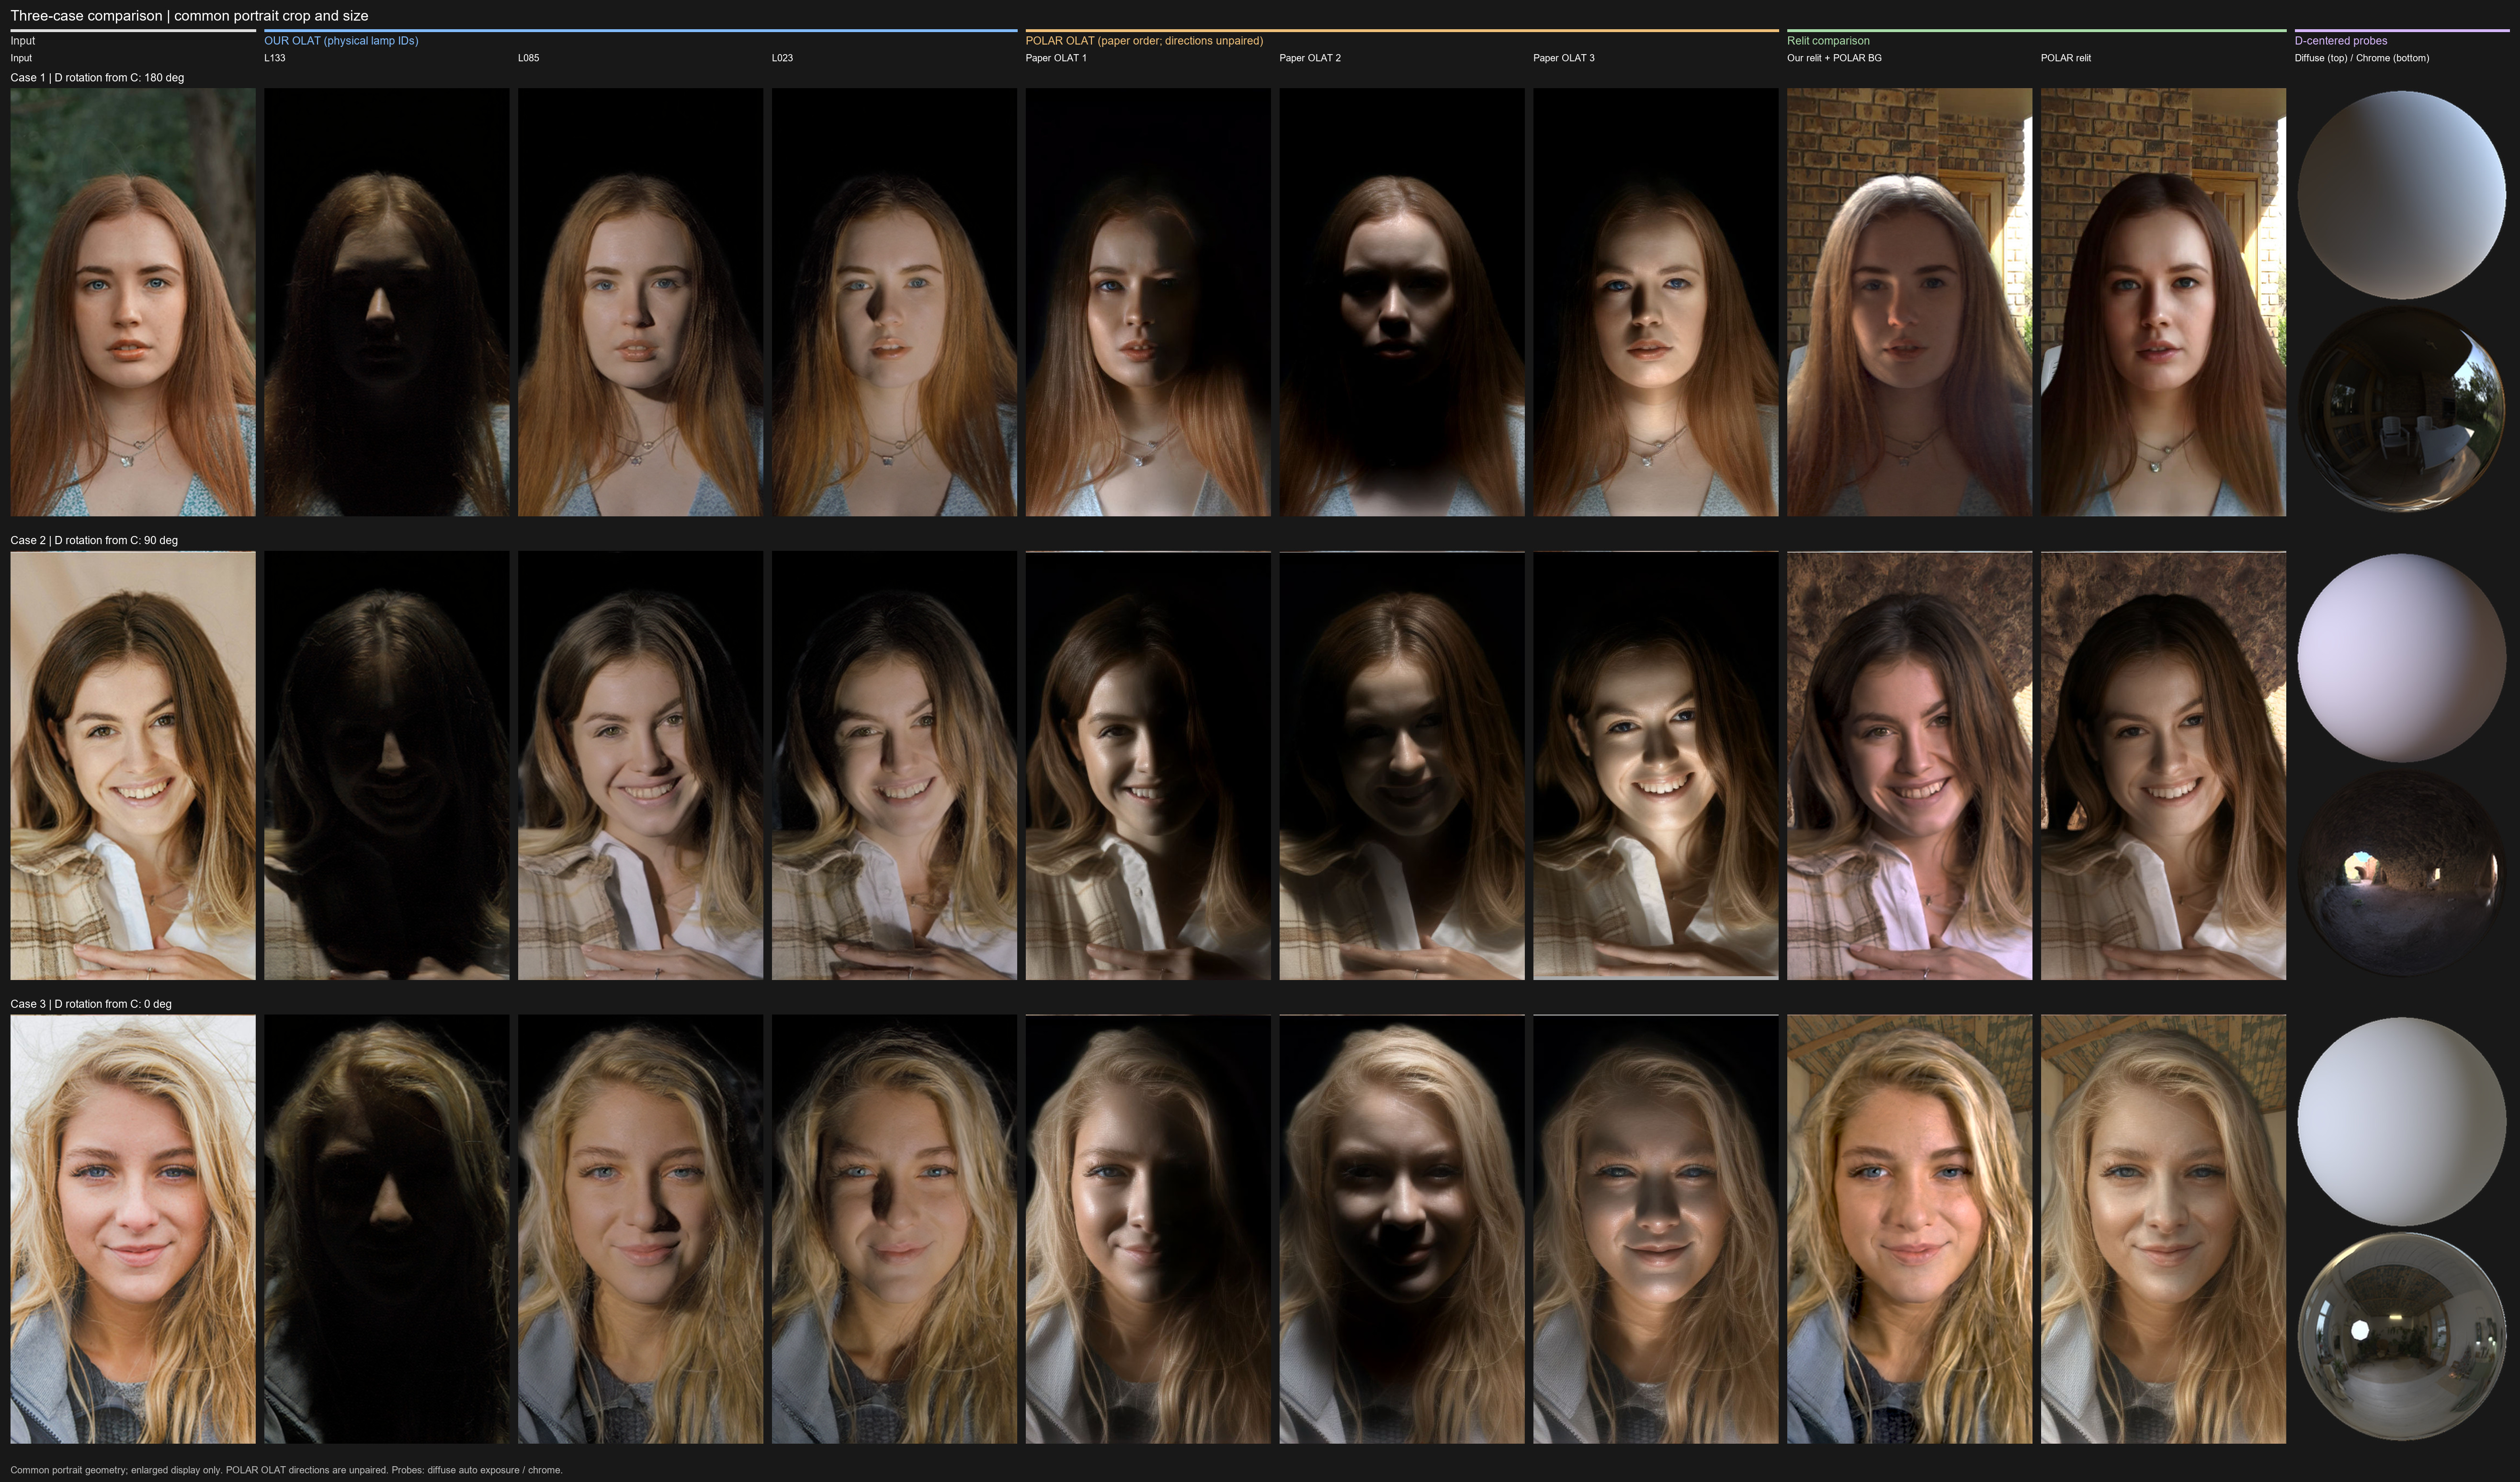 Three-case comparison | common portrait crop and size
Input
OUR OLAT (physical lamp IDs)
POLAR OLAT (paper order; directions unpaired)
Relit comparison
D-centered probes
Input
L133
L085
L023
Paper OLAT 1
Paper OLAT 2
Paper OLAT 3
Our relit + POLAR BG
POLAR relit
Diffuse (top) / Chrome (bottom)
Case 1 | D rotation from C: 180 deg
Case 2 | D rotation from C: 90 deg
Case 3 | D rotation from C: 0 deg
Common portrait geometry; enlarged display only. POLAR OLAT directions are unpaired. Probes: diffuse auto exposure / chrome.